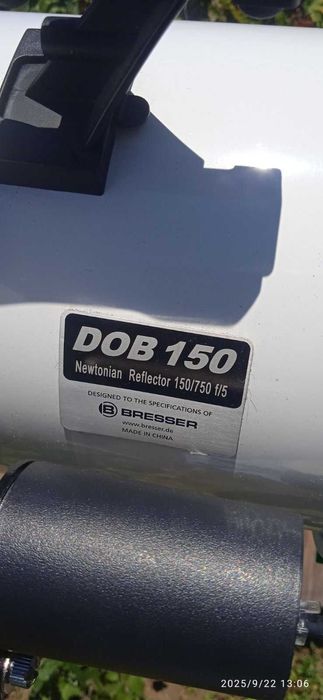 DOB 150
Newtonian Reflector 150/750 f/5
DESIGNED TO THE SPECIFICATIONS OF
B BRESSER
www.bresser.de
MADE IN CHINA
2025/9/22 13:06